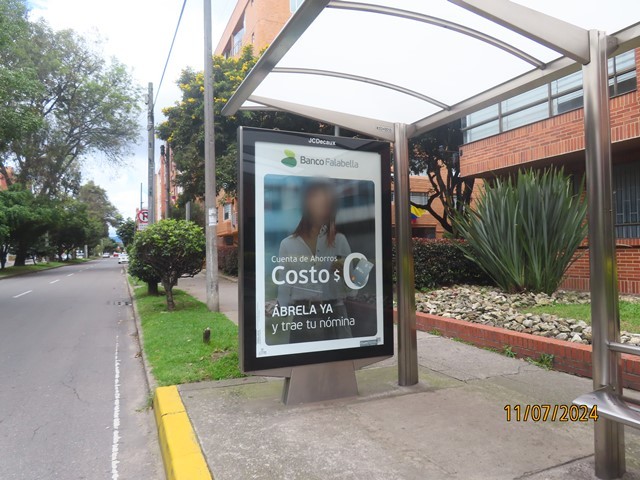 JCDecaux
Banco Falabella
Cuenta de Ahorros
Costo $0
ÁBRELA YA
y trae tu nómina
11/07/2024